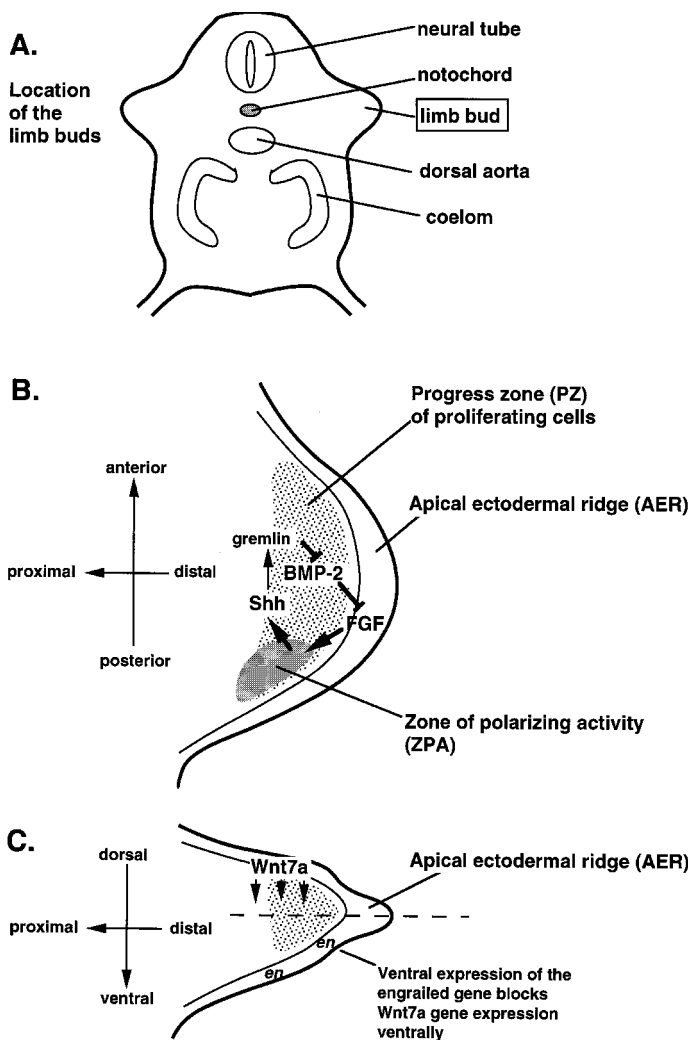 A.
Location
of the
limb buds
neural tube
notochord
limb bud
dorsal aorta
coelom
B.
anterior
proximal
distal
posterior
Progress zone (PZ)
of proliferating cells
Apical ectodermal ridge (AER)
gremlin
BMP-2
Shh
FGF
Zone of polarizing activity
(ZPA)
C.
dorsal
proximal
distal
ventral
Wnt7a
Apical ectodermal ridge (AER)
en
en
Ventral expression of the
engrailed gene blocks
Wnt7a gene expression
ventrally